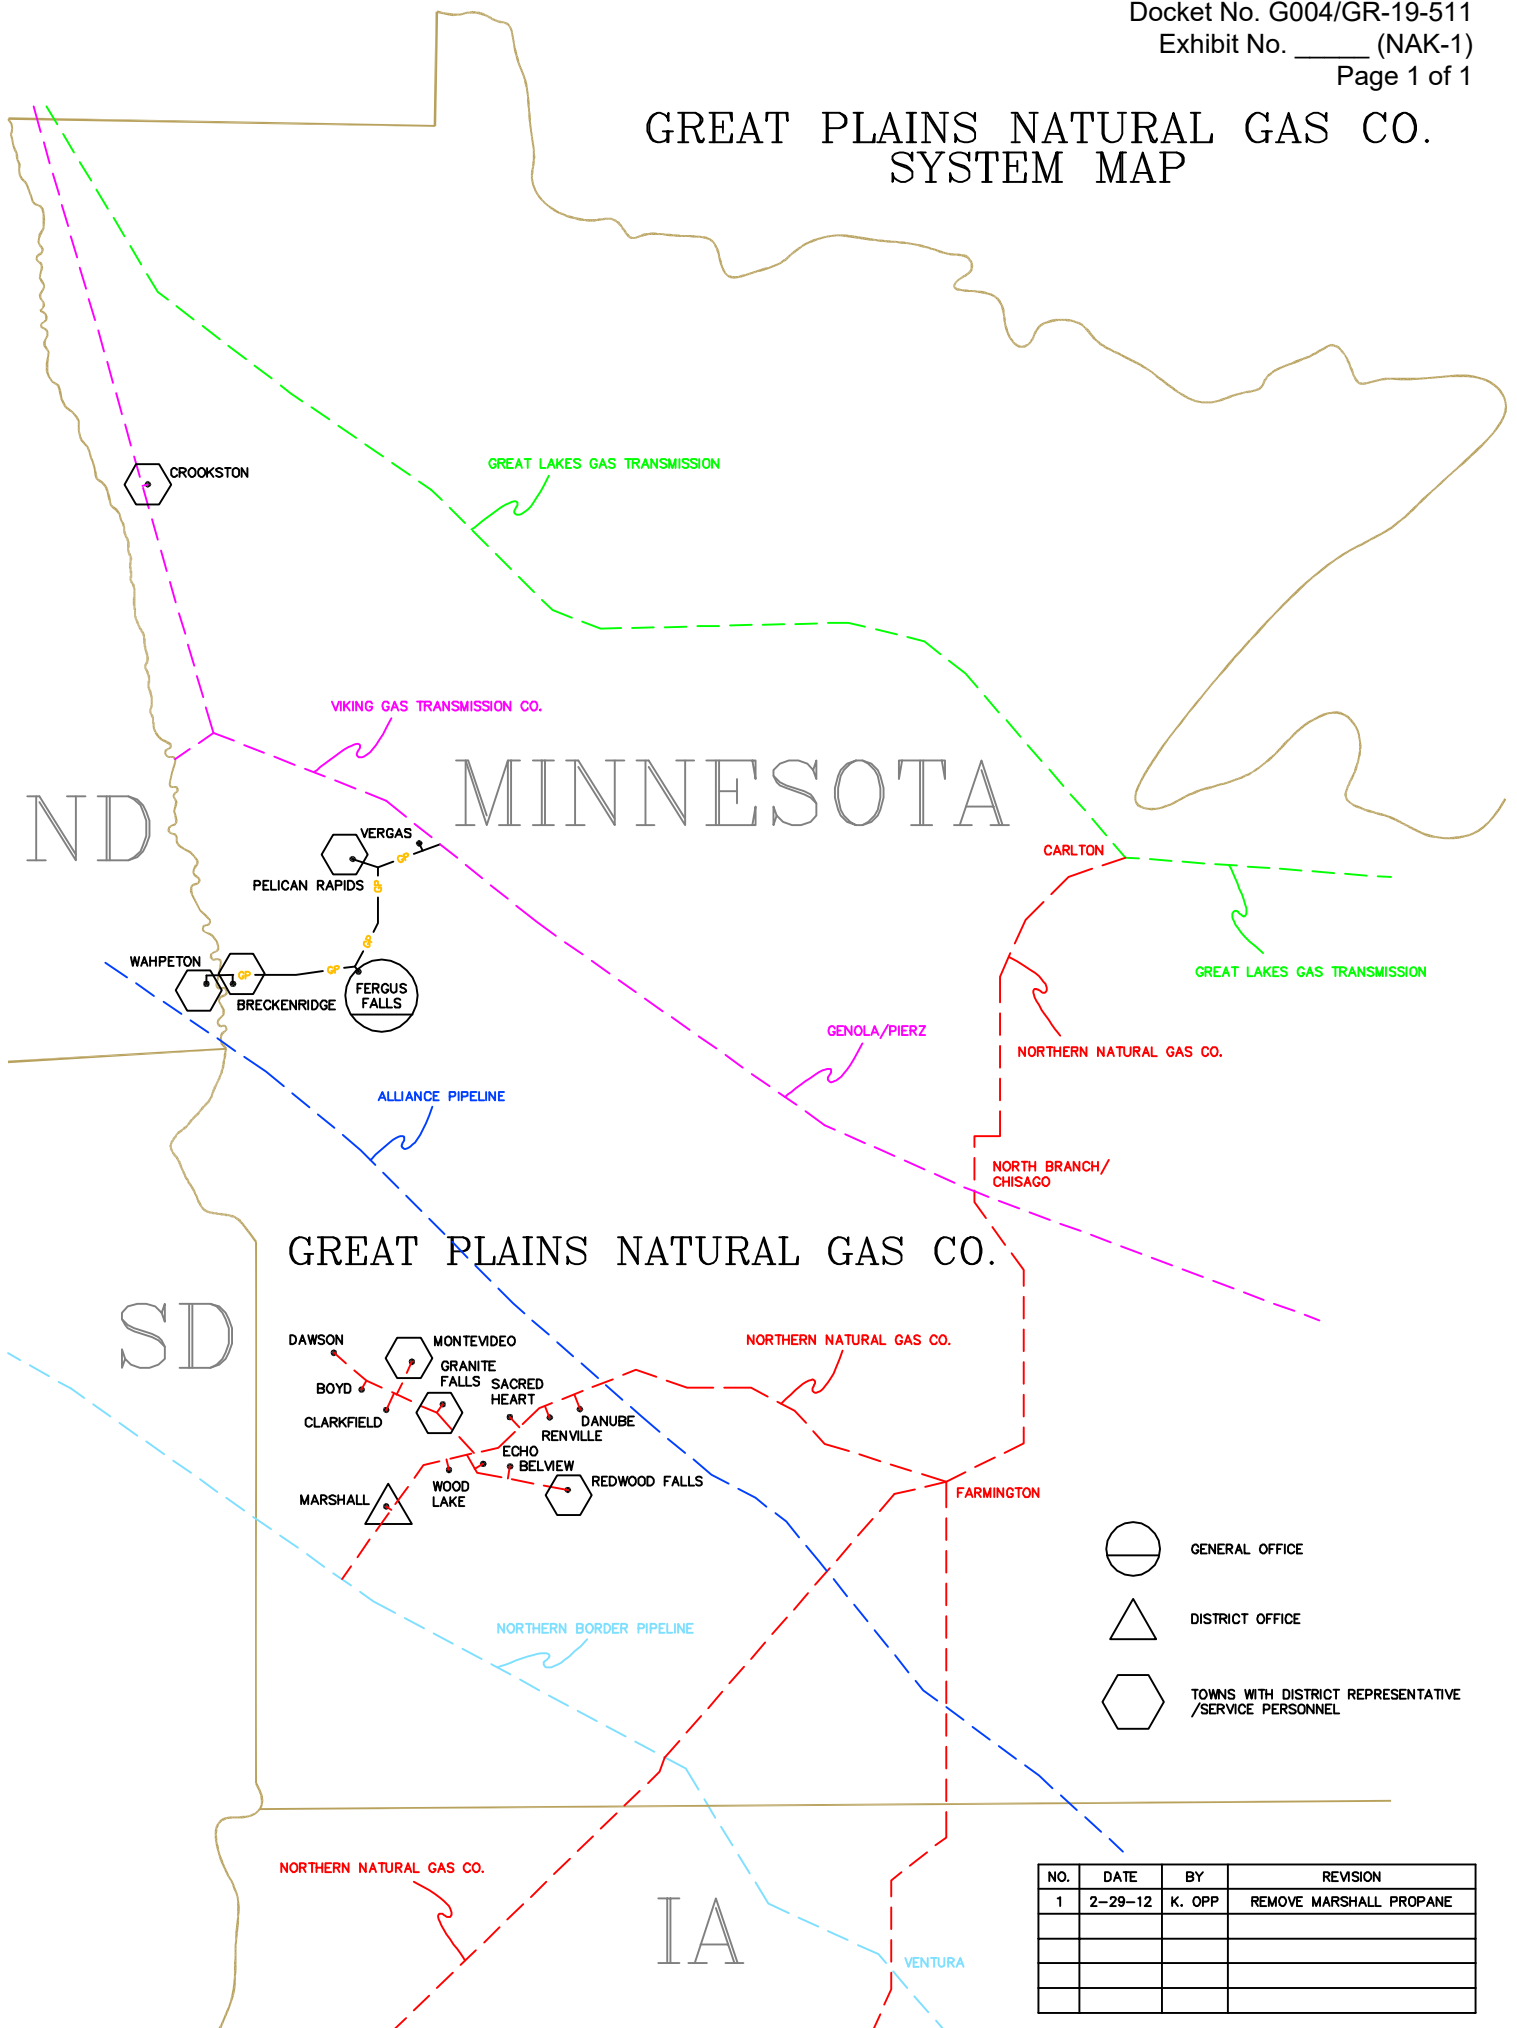 Docket No. G004/GR-19-511
Exhibit No. _____ (NAK-1)
Page 1 of 1
GREAT PLAINS NATURAL GAS CO.
SYSTEM MAP
CROOKSTON
GREAT LAKES GAS TRANSMISSION
VIKING GAS TRANSMISSION CO.
MINNESOTA
ND
VERGAS
GP
PELICAN RAPIDS
GP
CARLTON
GP
WAHPETON
GP
GP
BRECKENRIDGE
FERGUS
FALLS
GREAT LAKES GAS TRANSMISSION
GENOLA/PIERZ
NORTHERN NATURAL GAS CO.
ALLIANCE PIPELINE
NORTH BRANCH/
CHISAGO
GREAT PLAINS NATURAL GAS CO.
SD
DAWSON
MONTEVIDEO
GRANITE
FALLS
NORTHERN NATURAL GAS CO.
BOYD
SACRED
HEART
CLARKFIELD
DANUBE
RENVILLE
ECHO
BELVIEW
WOOD
LAKE
REDWOOD FALLS
MARSHALL
FARMINGTON
GENERAL OFFICE
DISTRICT OFFICE
NORTHERN BORDER PIPELINE
TOWNS WITH DISTRICT REPRESENTATIVE
/SERVICE PERSONNEL
NORTHERN NATURAL GAS CO.
IA
VENTURA
NO. DATE BY REVISION
1 2-29-12 K. OPP REMOVE MARSHALL PROPANE